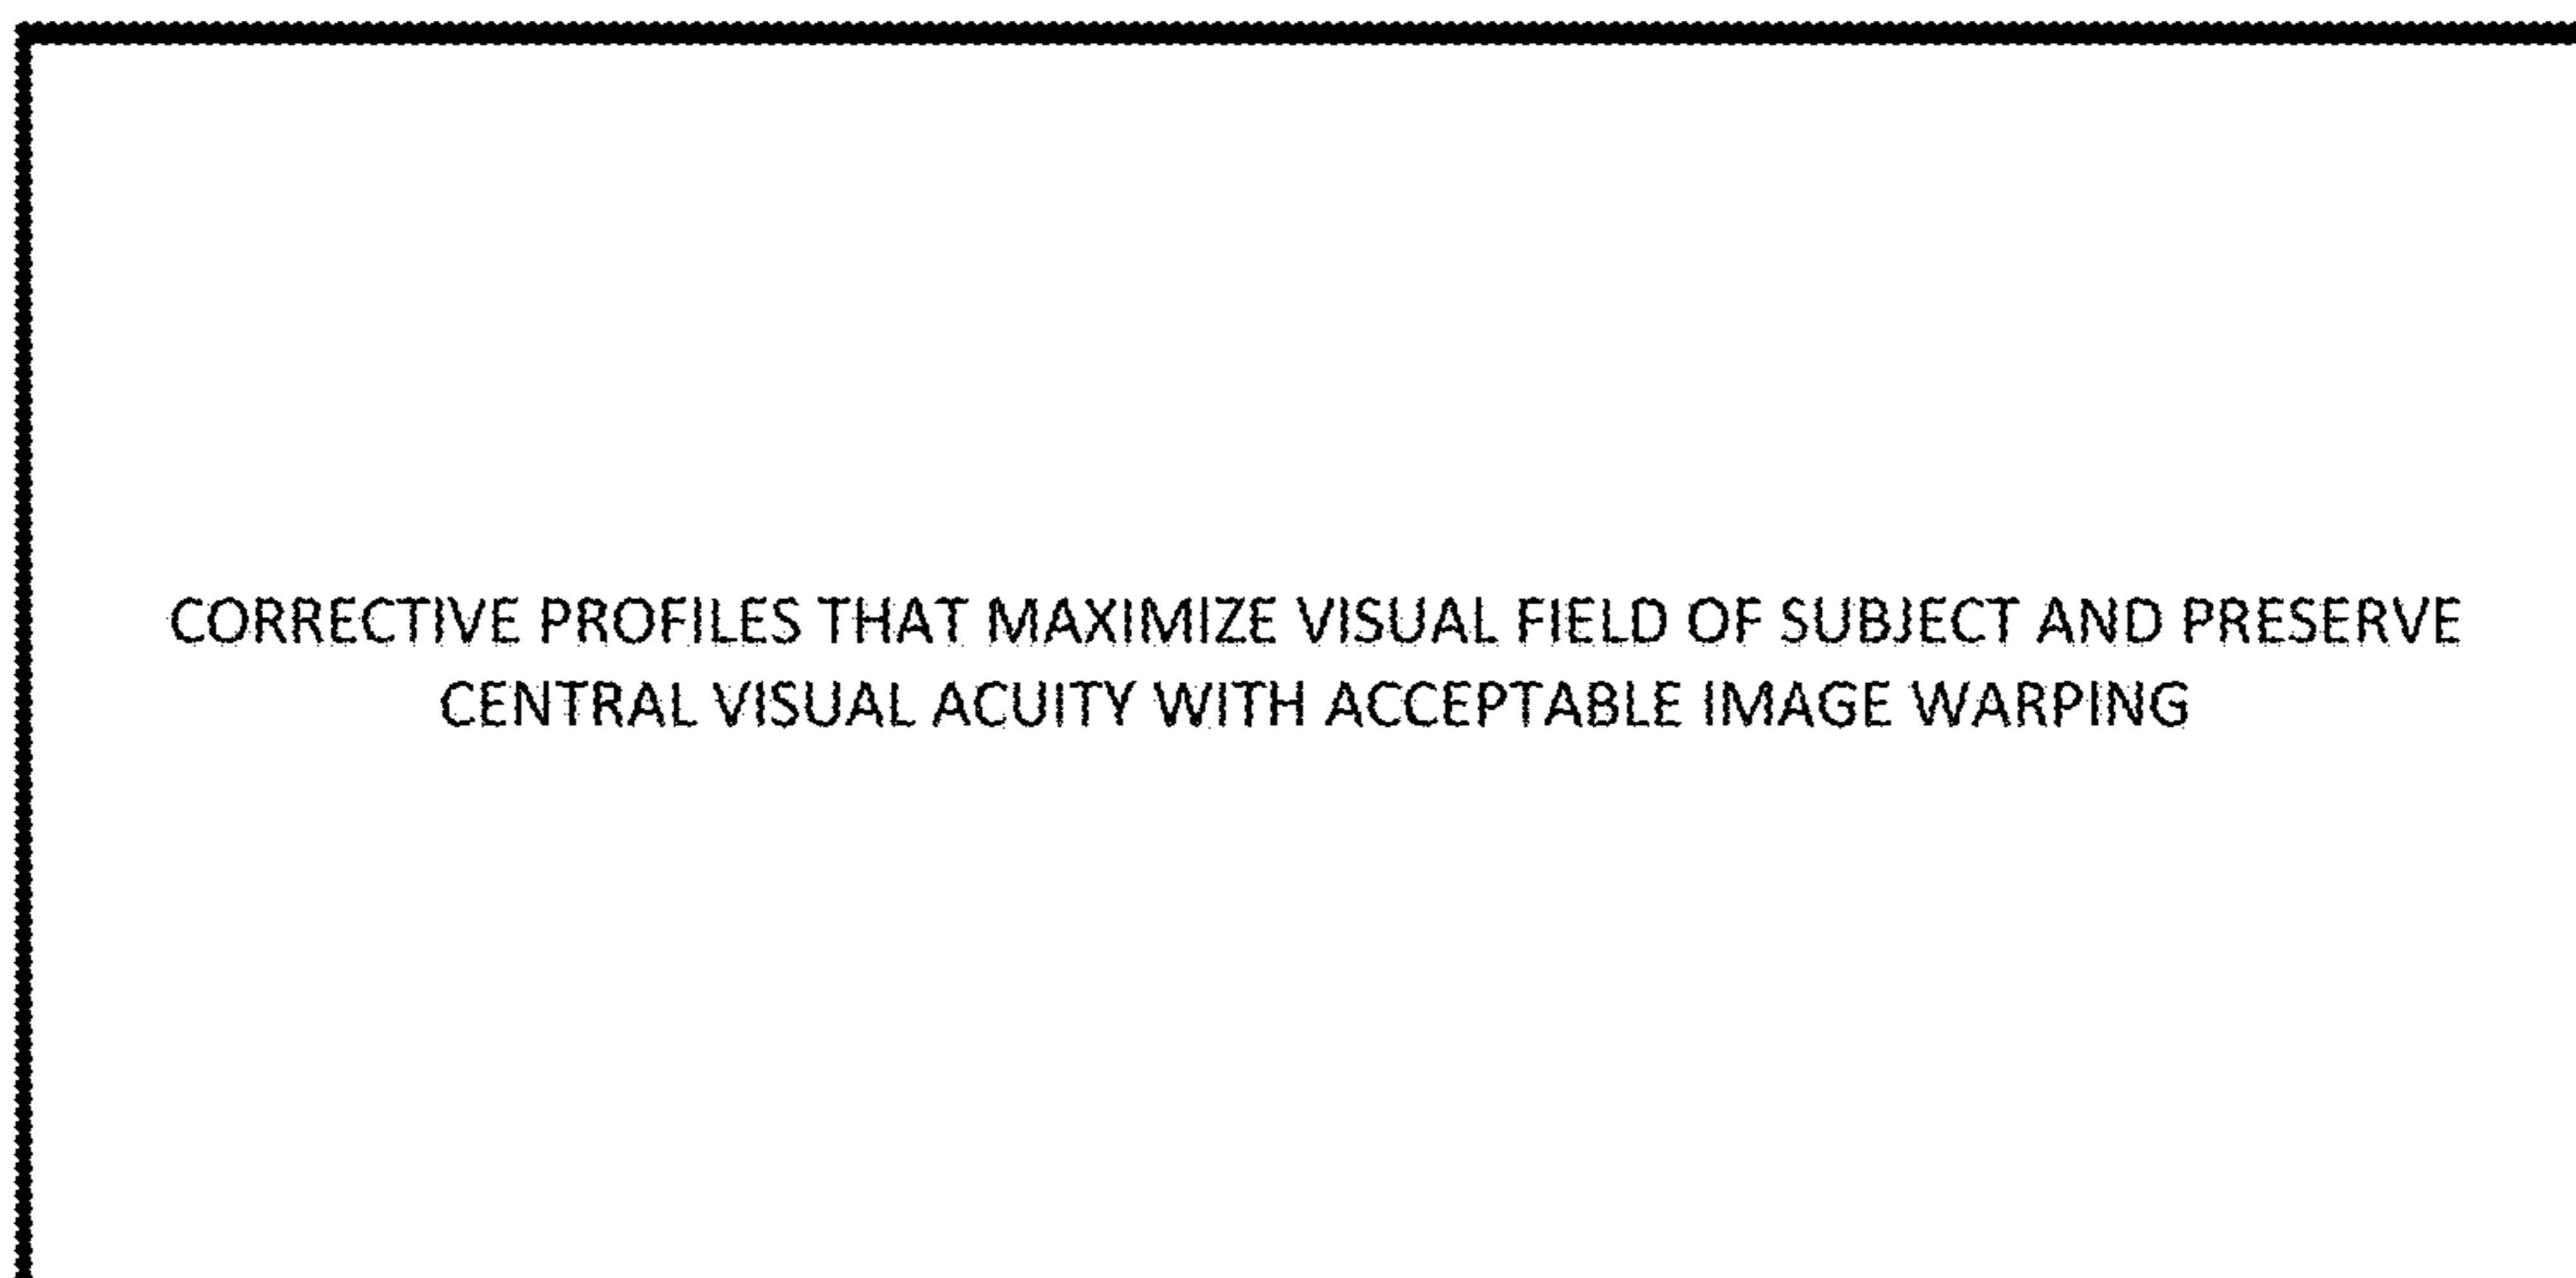 CORRECTIVE PROFILES THAT MAXIMIZE VISUAL FIELD OF SUBJECT AND PRESERVE
CENTRAL VISUAL ACUITY WITH ACCEPTABLE IMAGE WARPING